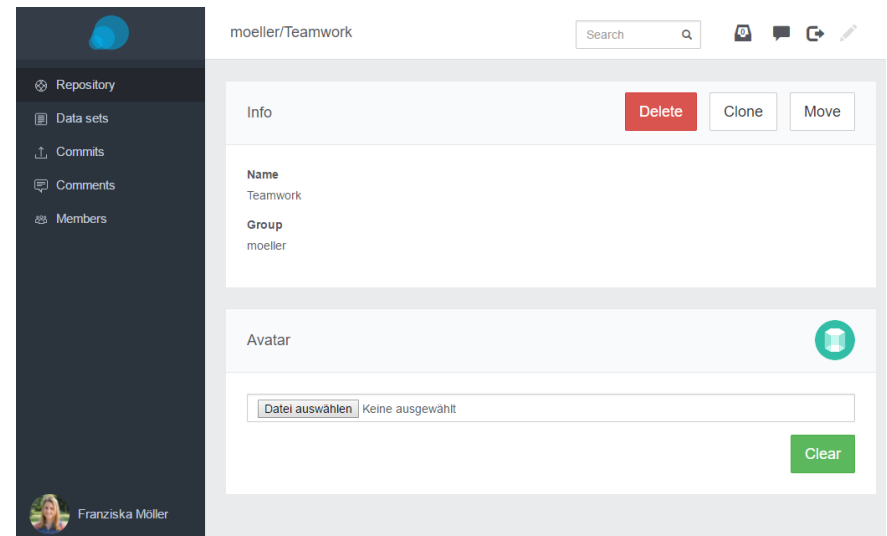 moeller/Teamwork
Search
0
Repository
Data sets
Commits
Comments
Members
Info
Delete Clone Move
Name
Teamwork
Group
moeller
Avatar
Datei auswählen Keine ausgewählt
Clear
Franziska Möller